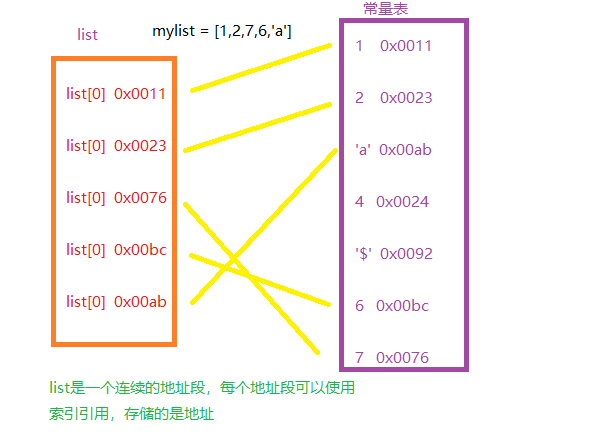 常量表
list mylist = [1,2,7,6,'a']
list[0] 0x0011
list[0] 0x0023
list[0] 0x0076
list[0] 0x00bc
list[0] 0x00ab
1 0x0011
2 0x0023
'a' 0x00ab
4 0x0024
'$' 0x0092
6 0x00bc
7 0x0076
list是一个连续的地址段，每个地址段可以使用
索引引用，存储的是地址